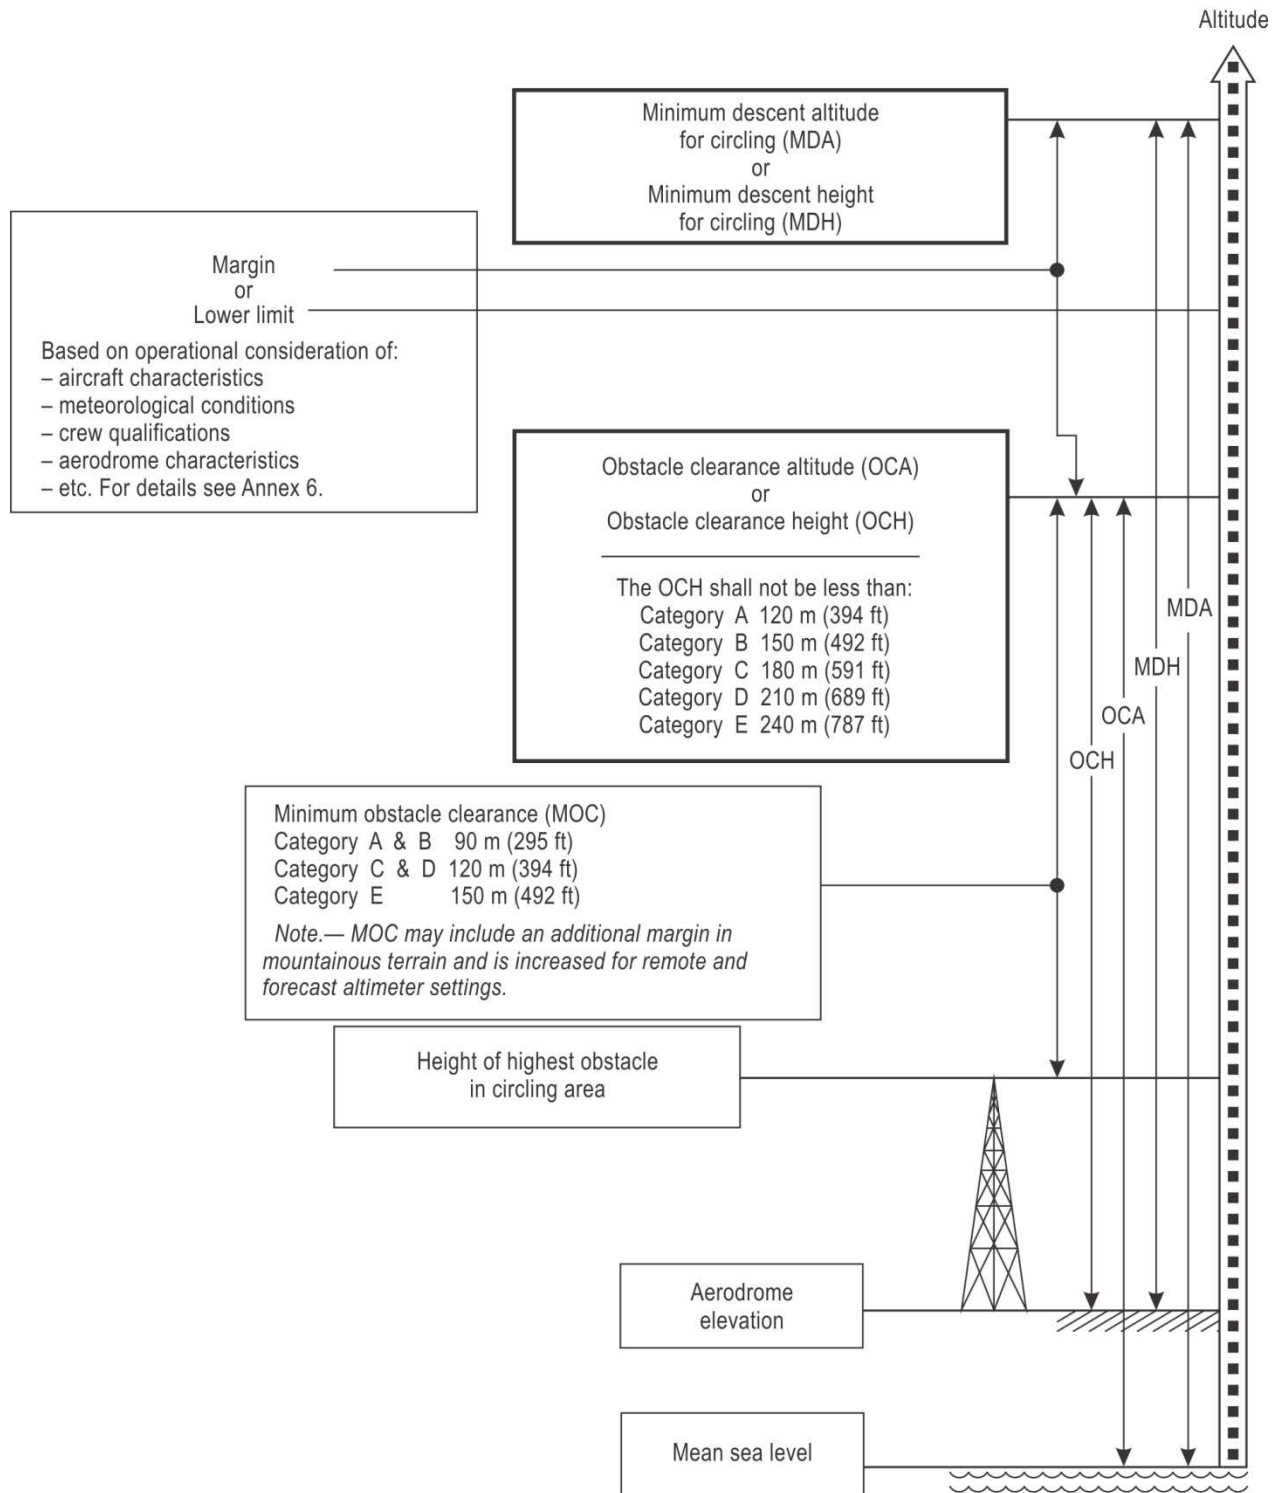 Altitude
Minimum descent altitude
for circling (MDA)
or
Minimum descent height
for circling (MDH)
Margin
or
Lower limit
Based on operational consideration of:
– aircraft characteristics
– meteorological conditions
– crew qualifications
– aerodrome characteristics
– etc. For details see Annex 6.
Obstacle clearance altitude (OCA)
or
Obstacle clearance height (OCH)
The OCH shall not be less than:
Category A 120 m (394 ft)
Category B 150 m (492 ft)
Category C 180 m (591 ft)
Category D 210 m (689 ft)
Category E 240 m (787 ft)
MDA
MDH
OCA
OCH
Minimum obstacle clearance (MOC)
Category A & B 90 m (295 ft)
Category C & D 120 m (394 ft)
Category E 150 m (492 ft)
Note.— MOC may include an additional margin in
mountainous terrain and is increased for remote and
forecast altimeter settings.
Height of highest obstacle
in circling area
Aerodrome
elevation
Mean sea level